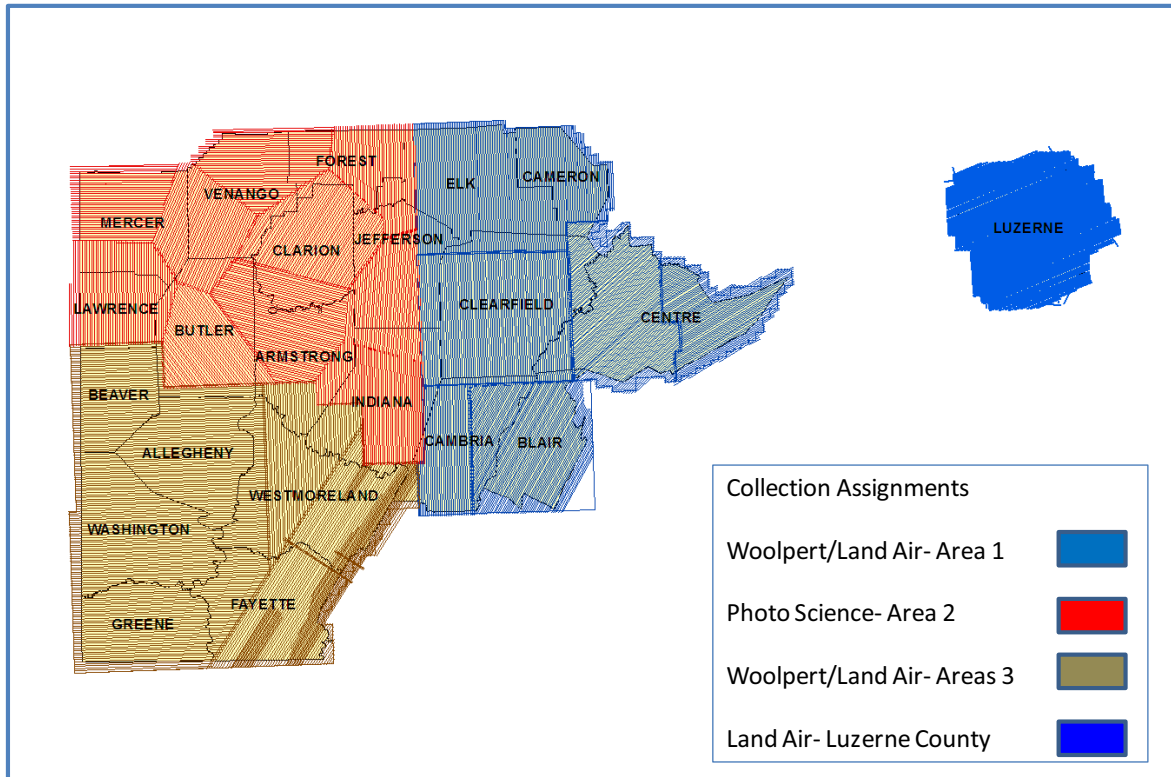 FOREST
ELK
CAMERON
VENANGO
MERCER
LUZERNE
CLARION
JEFFERSON
LAWRENCE
CLEARFIELD
CENTRE
BUTLER
ARMSTRONG
BEAVER
INDIANA
CAMBRIA
BLAIR
ALLEGHENY
WESTMORELAND
WASHINGTON
FAYETTE
GREENE
Collection Assignments
Woolpert/Land Air- Area 1
Photo Science- Area 2
Woolpert/Land Air- Areas 3
Land Air- Luzerne County